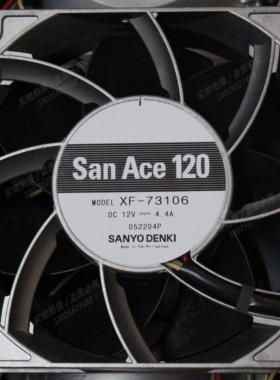 San Ace 120
MODEL XF-73106
DC 12V ⎓ 4.4A
052204P
SANYO DENKI
Made in The Philippines